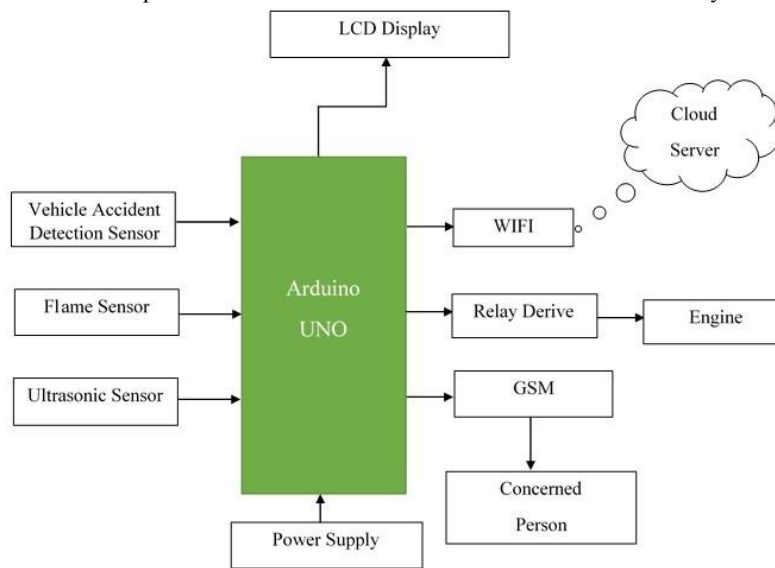 LCD Display
Cloud
Server
Vehicle Accident
Detection Sensor
WIFI
Arduino
UNO
Flame Sensor
Relay Derive
Engine
Ultrasonic Sensor
GSM
Concerned
Person
Power Supply